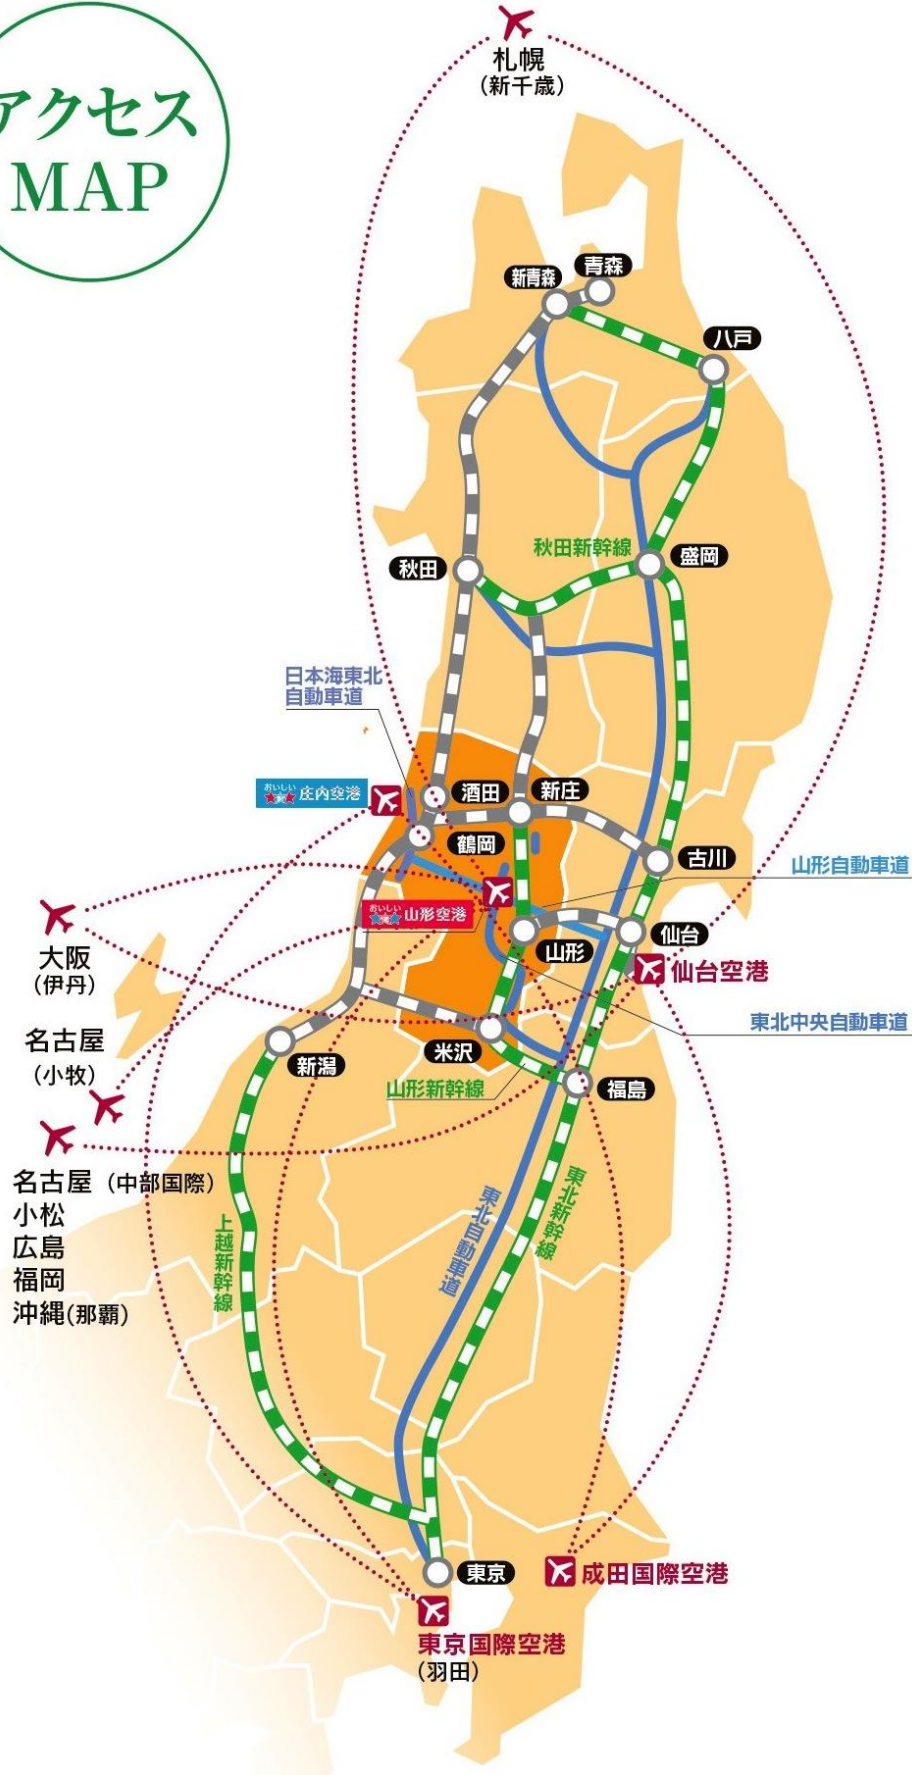 アクセス
MAP
札幌
(新千歳)
新青森
青森
八戸
秋田新幹線
盛岡
秋田
日本海東北
自動車道
おいしい
庄内空港
酒田
新庄
鶴岡
古川
山形自動車道
おいしい
山形空港
大阪
(伊丹)
山形
仙台
仙台空港
東北中央自動車道
名古屋
(小牧)
新潟
米沢
山形新幹線
福島
名古屋 (中部国際)
小松
広島
福岡
沖縄(那覇)
上越新幹線
東北自動車道
東北新幹線
東京
成田国際空港
東京国際空港
(羽田)